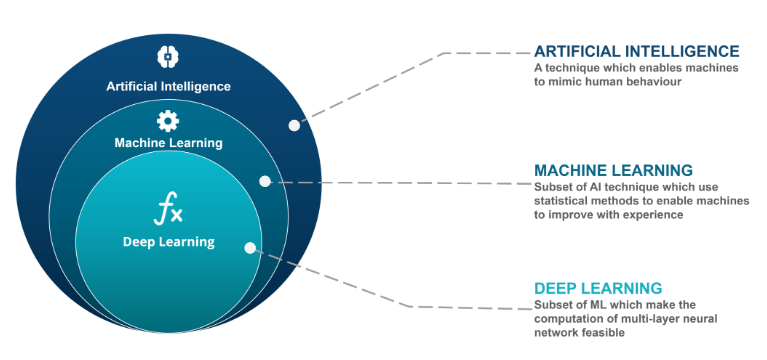 Artificial Intelligence
Machine Learning
fx
Deep Learning
ARTIFICIAL INTELLIGENCE
A technique which enables machines
to mimic human behaviour
MACHINE LEARNING
Subset of AI technique which use
statistical methods to enable machines
to improve with experience
DEEP LEARNING
Subset of ML which make the
computation of multi-layer neural
network feasible